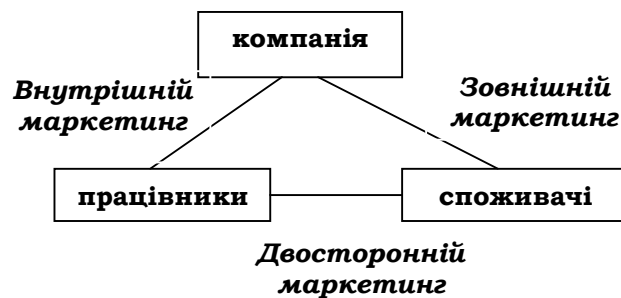 компанія
Внутрішній
маркетинг
Зовнішній
маркетинг
працівники
споживачі
Двосторонній
маркетинг